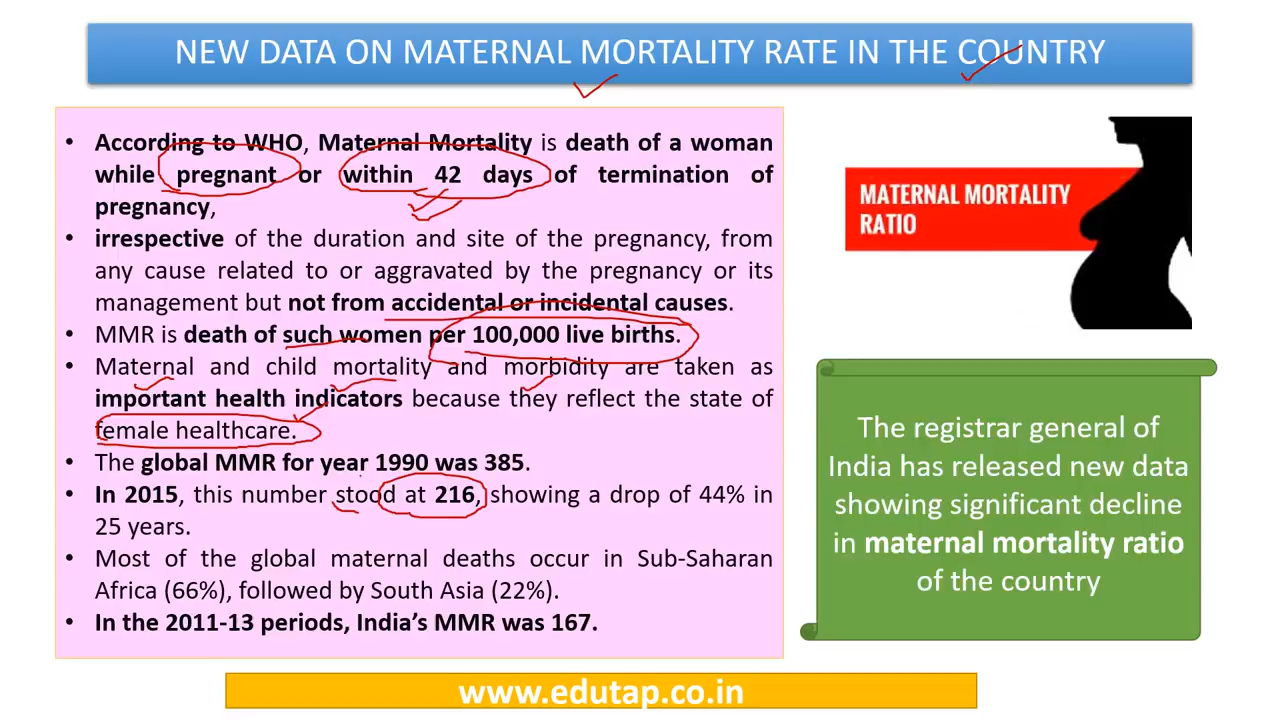 NEW DATA ON MATERNAL MORTALITY RATE IN THE COUNTRY
• According to WHO, Maternal Mortality is death of a woman
while pregnant or within 42 days of termination of
pregnancy,
• irrespective of the duration and site of the pregnancy, from
any cause related to or aggravated by the pregnancy or its
management but not from accidental or incidental causes.
• MMR is death of such women per 100,000 live births.
• Maternal and child mortality and morbidity are taken as
important health indicators because they reflect the state of
female healthcare.
• The global MMR for year 1990 was 385.
• In 2015, this number stood at 216, showing a drop of 44% in
25 years.
• Most of the global maternal deaths occur in Sub-Saharan
Africa (66%), followed by South Asia (22%).
• In the 2011-13 periods, India's MMR was 167.
MATERNAL MORTALITY
RATIO
The registrar general of
India has released new data
showing significant decline
in maternal mortality ratio
of the country
www.edutap.co.in